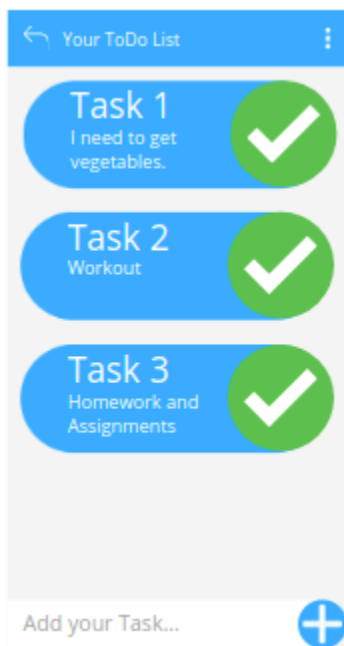 Your ToDo List
Task 1
I need to get
vegetables.
Task 2
Workout
Task 3
Homework and
Assignments
Add your Task...